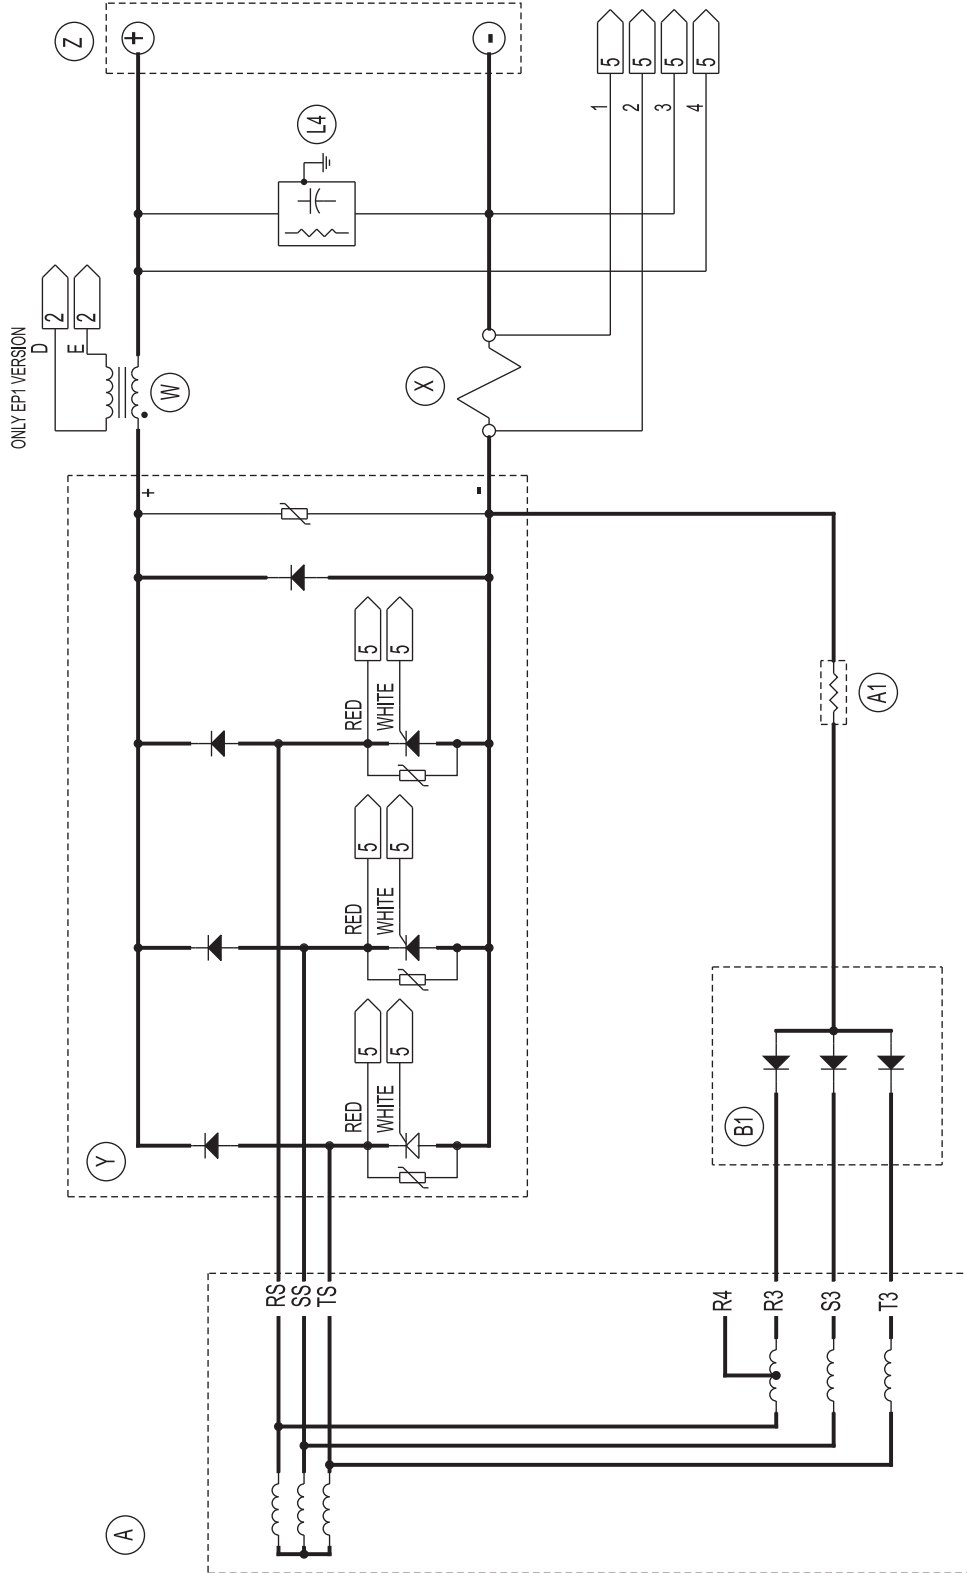 Z
+
-
5
5
5
5
1
2
3
4
L4
ONLY EP1 VERSION
D
E
2
2
W
X
Y
+
-
RED
WHITE
5
5
RED
WHITE
5
5
RED
WHITE
5
5
A1
B1
RS
SS
TS
R4
R3
S3
T3
A